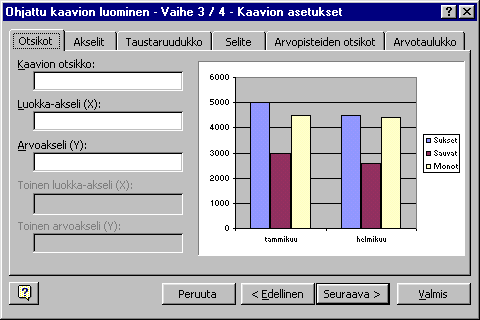 Ohjattu kaavion luominen - Vaihe 3 / 4 - Kaavion asetukset
Otsikot Akselit Taustaruudukko Selite Arvopisteiden otsikot Arvotaulukko
Kaavion otsikko:
Luokka-akseli (X):
Arvoakseli (Y):
Toinen luokka-akseli (X):
Toinen arvoakseli (Y):
6000
5000
4000
3000
2000
1000
0
tammikuu helmikuu
Sukset
Sauvat
Monot
Peruuta < Edellinen Seuraava > Valmis